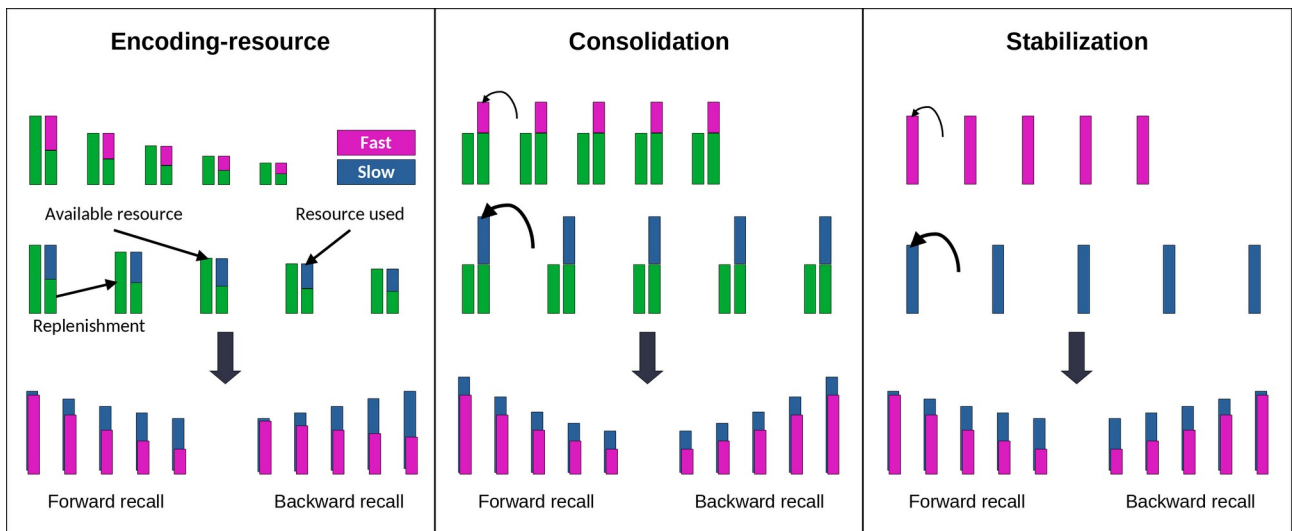 Encoding-resource
Fast
Slow
Available resource
Resource used
Replenishment
Forward recall
Backward recall
Consolidation
Forward recall
Backward recall
Stabilization
Forward recall
Backward recall